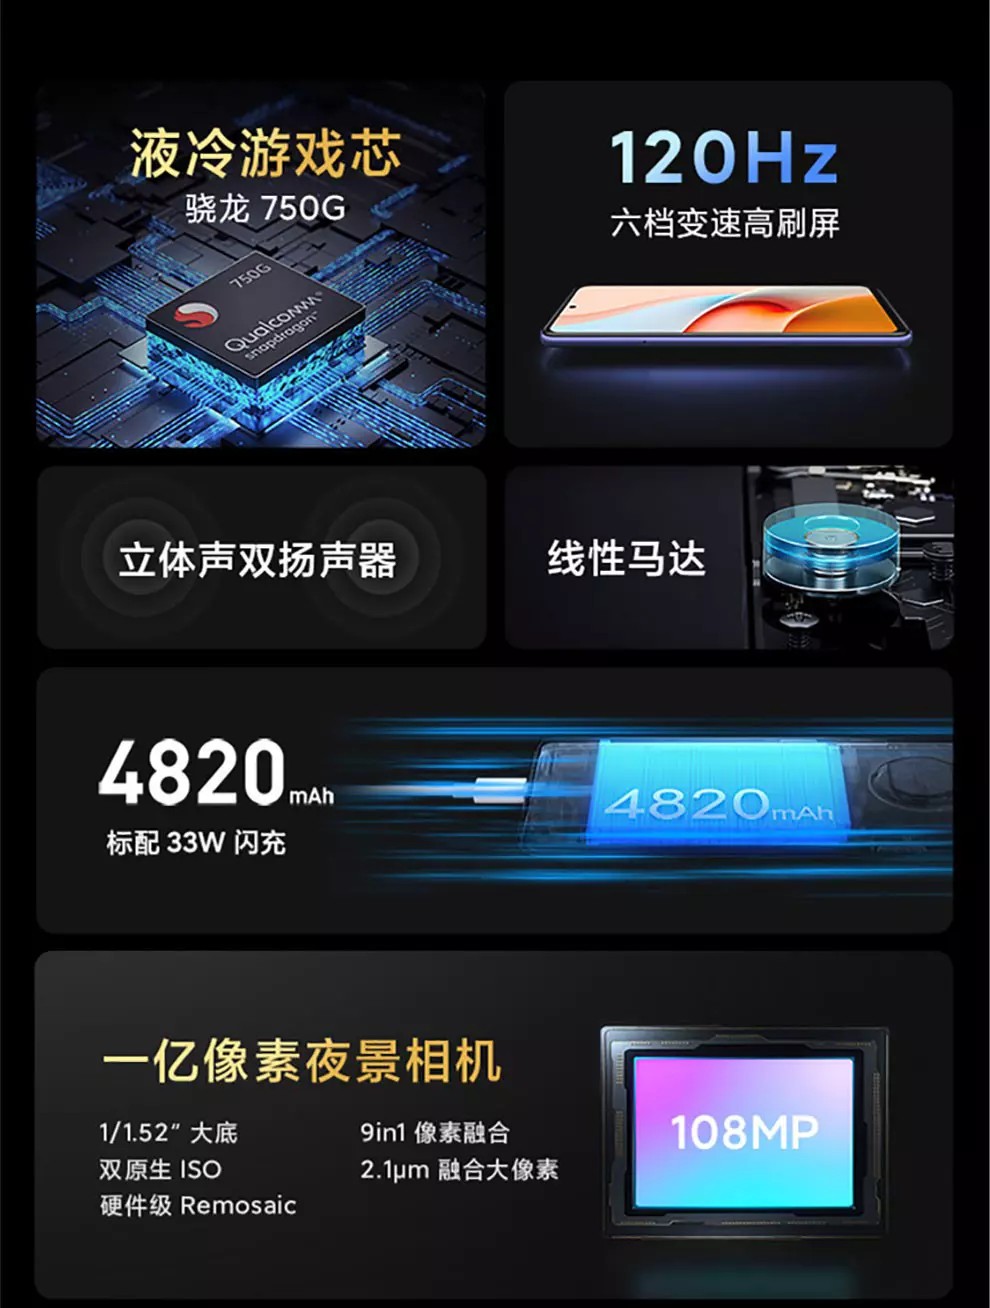 液冷游戏芯
骁龙 750G
750G
Qualcomm
snapdragon
120Hz
六档变速高刷屏
立体声双扬声器
线性马达
4820mAh
标配 33W 闪充
4820mAh
一亿像素夜景相机
1/1.52" 大底
9in1 像素融合
双原生 ISO
2.1μm 融合大像素
硬件级 Remosaic
108MP